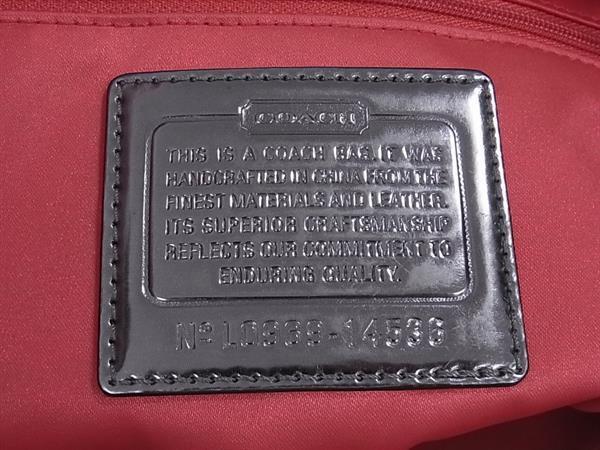 COACH
THIS IS A COACH BAG. IT WAS
HANDCRAFTED IN CHINA FROM THE
FINEST MATERIALS AND LEATHER.
ITS SUPERIOR CRAFTSMANSHIP
REFLECTS OUR COMMITMENT TO
ENDURING QUALITY.
Nº L0939-14536